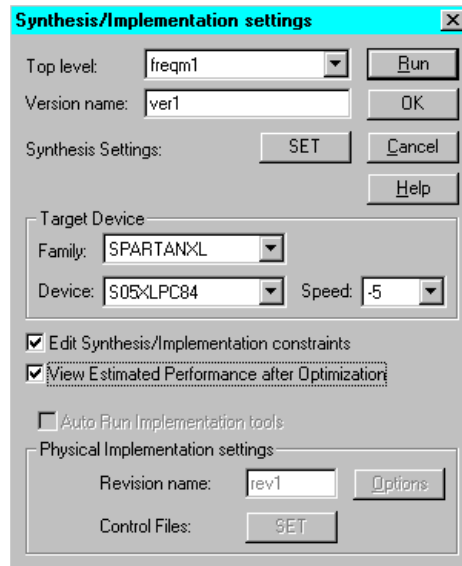 Synthesis/Implementation settings
Top level: freqm1 Run
Version name: ver1 OK
Synthesis Settings: SET Cancel
Help
Target Device
Family: SPARTANXL
Device: S05XLPC84 Speed: -5
Edit Synthesis/Implementation constraints
View Estimated Performance after Optimization
Auto Run Implementation tools
Physical Implementation settings
Revision name: rev1 Options
Control Files: SET